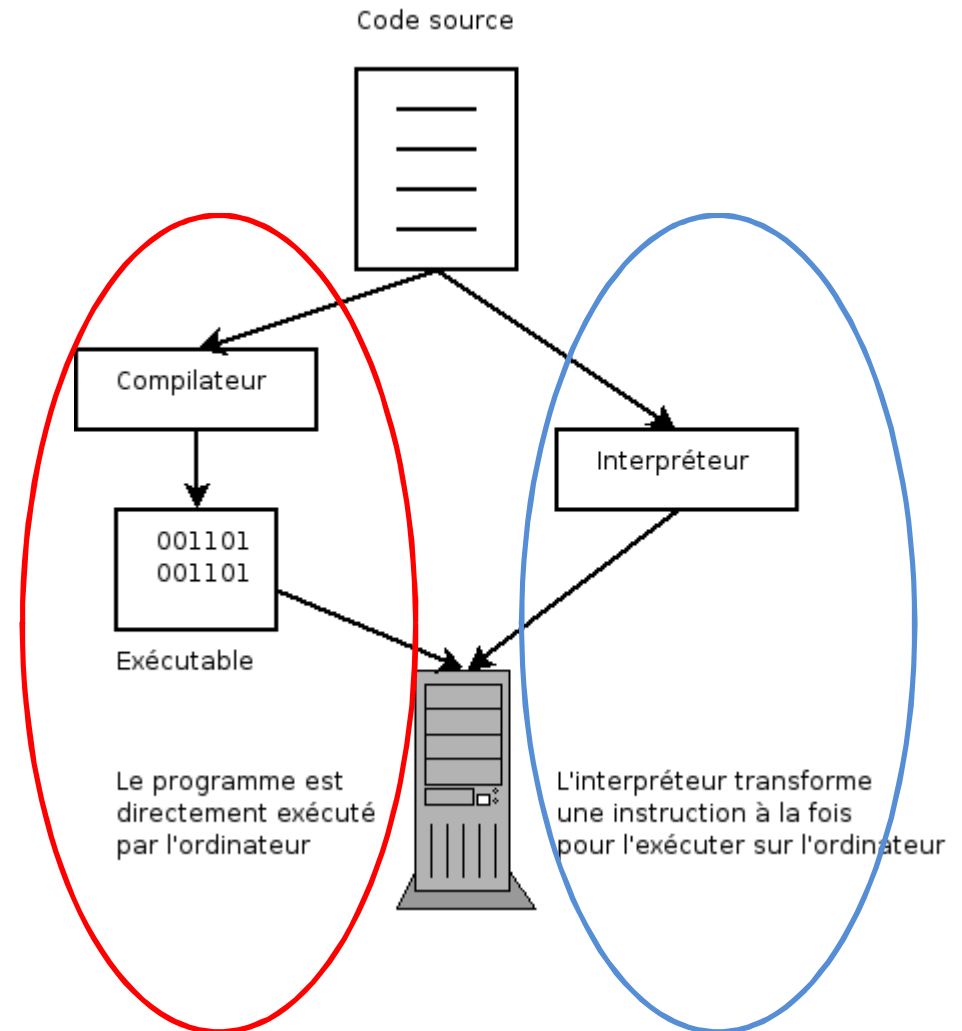 Code source
Compilateur
Interpréteur
001101
001101
Exécutable
Le programme est
directement exécuté
par l'ordinateur
L'interpréteur transforme
une instruction à la fois
pour l'exécuter sur l'ordinateur